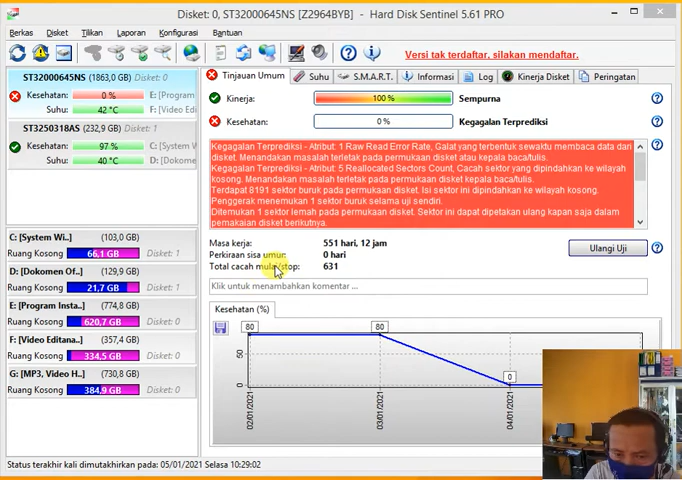 Disket: 0, ST32000645NS [Z2964BYB] - Hard Disk Sentinel 5.61 PRO
Berkas Disket Tilikan Laporan Konfigurasi Bantuan
Versi tak terdaftar, silakan mendaftar.
ST32000645NS (1863,0 GB) Disket: 0
Kesehatan: 0 % E: [Program
Suhu: 42 °C F: [Video Edi
ST3250318AS (232,9 GB) Disket: 1
Kesehatan: 97 % C: [System W
Suhu: 40 °C D: [Dokome
C: [System Wi..] (103,0 GB)
Ruang Kosong 66,1 GB Disket: 1
D: [Dokomen Of..] (129,9 GB)
Ruang Kosong 21,7 GB Disket: 1
E: [Program Insta.. (774,8 GB)
Ruang Kosong 620,7 GB Disket: 0
F: [Video Editana.. (357,4 GB)
Ruang Kosong 334,5 GB Disket: 0
G: [MP3, Video H..] (730,8 GB)
Ruang Kosong 384,9 GB Disket: 0
Tinjauan Umum Suhu S.M.A.R.T. Informasi Log Kinerja Disket Peringatan
Kinerja: 100 % Sempurna
Kesehatan: 0 % Kegagalan Terprediksi
Kegagalan Terprediksi - Atribut: 1 Raw Read Error Rate, Galat yang terbentuk sewaktu membaca data dari
disket. Menandakan masalah terletak pada permukaan disket atau kepala baca/tulis.
Kegagalan Terprediksi - Atribut: 5 Reallocated Sectors Count, Cacah sektor yang dipindahkan ke wilayah
kosong. Menandakan masalah terletak pada permukaan disket kepala baca/tulis.
Terdapat 8191 sektor buruk pada permukaan disket. Isi sektor ini dipindahkan ke wilayah kosong.
Penggerak menemukan 1 sektor buruk selama uji sendiri.
Ditemukan 1 sektor lemah pada permukaan disket. Sektor ini dapat dipetakan ulang kapan saja dalam
pemakaian disket berikutnya.
Masa kerja: 551 hari, 12 jam
Perkiraan sisa umur: 0 hari
Total cacah mulai/stop: 631
Ulangi Uji
Klik untuk menambahkan komentar ...
Kesehatan (%)
80 80
50
0 0
02/01/2021 03/01/2021 04/01/2021
Status terakhir kali dimutakhirkan pada: 05/01/2021 Selasa 10:29:02